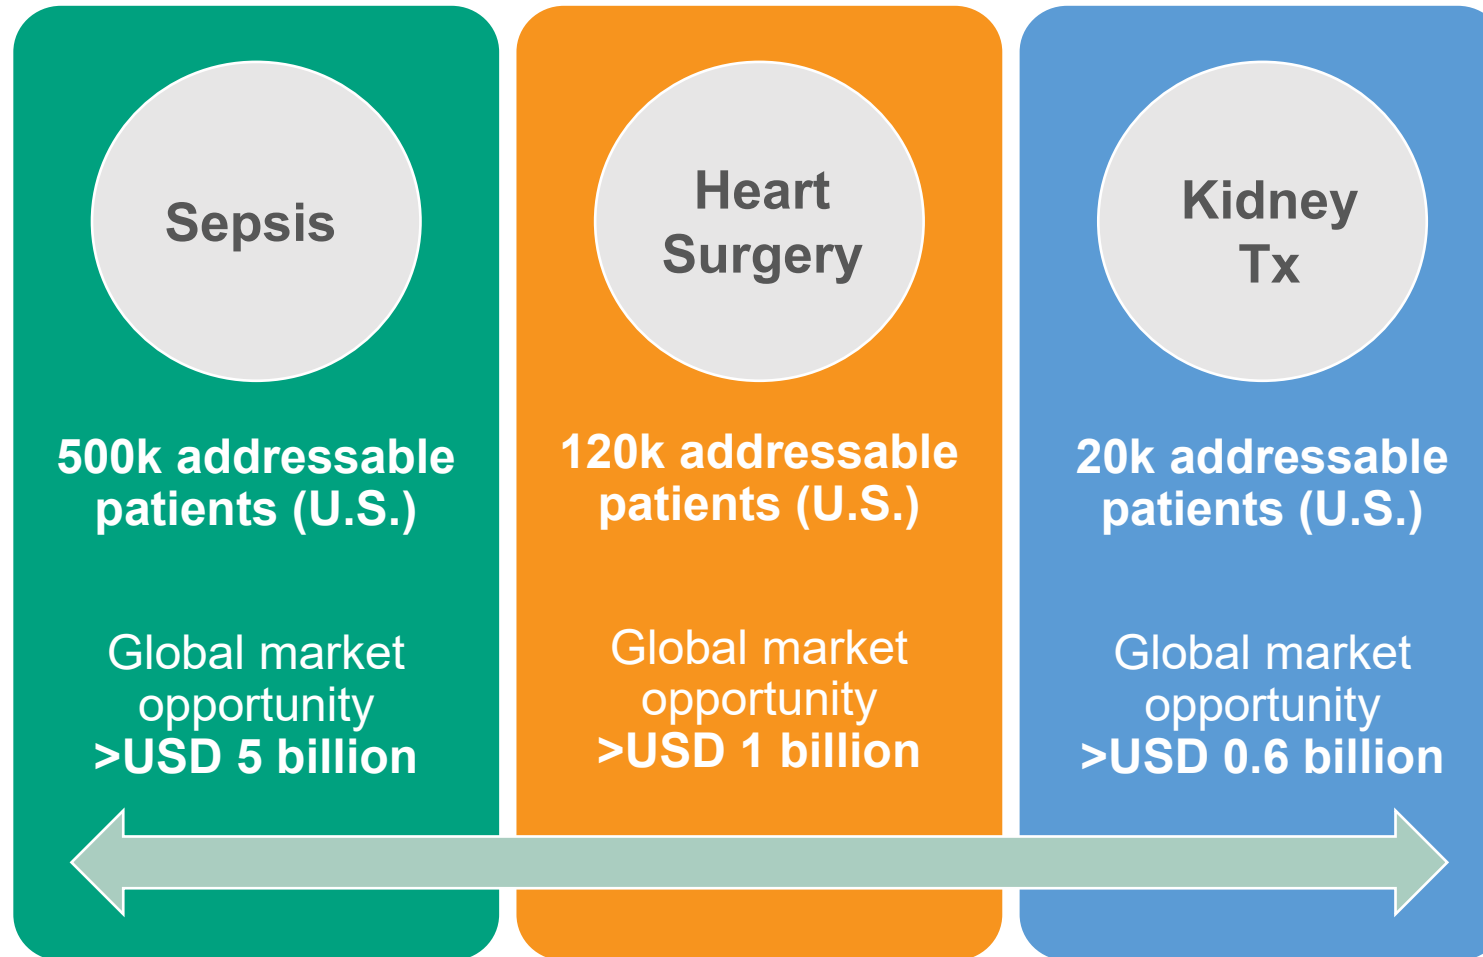 Sepsis
500k addressable
patients (U.S.)
Global market
opportunity
>USD 5 billion
Heart
Surgery
120k addressable
patients (U.S.)
Global market
opportunity
>USD 1 billion
Kidney
Tx
20k addressable
patients (U.S.)
Global market
opportunity
>USD 0.6 billion